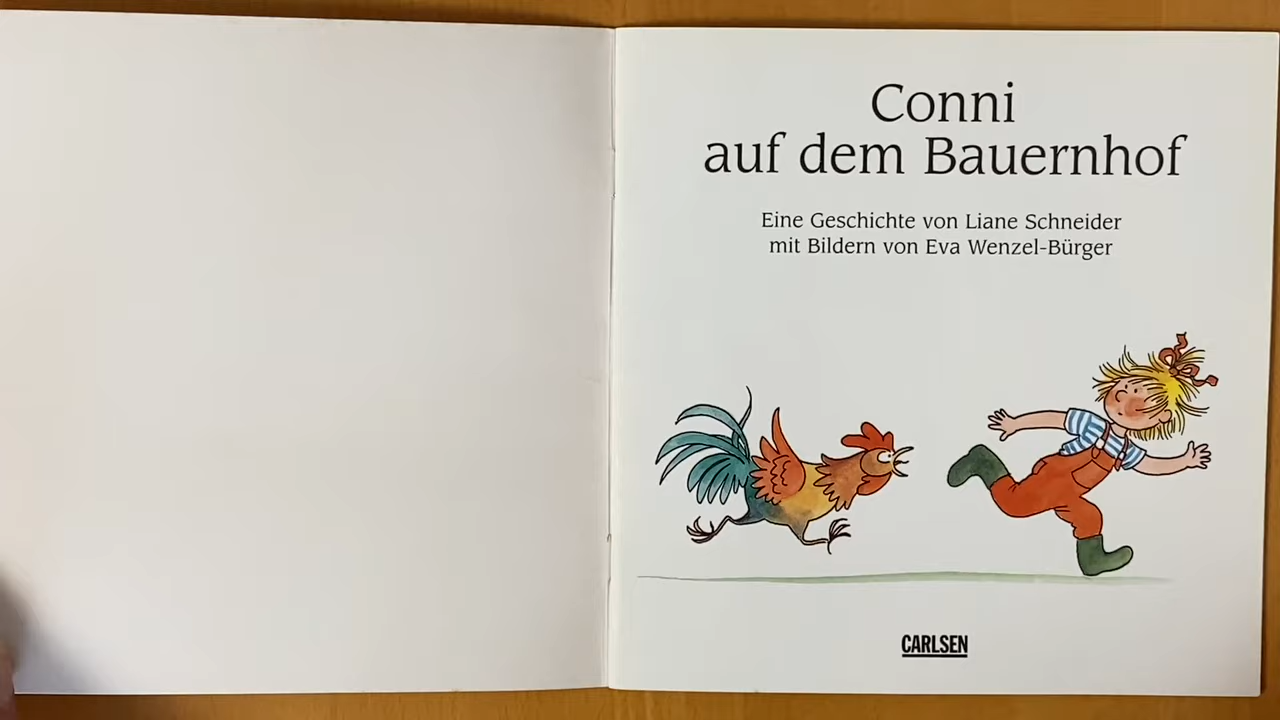 Conni
auf dem Bauernhof
Eine Geschichte von Liane Schneider
mit Bildern von Eva Wenzel-Bürger
CARLSEN